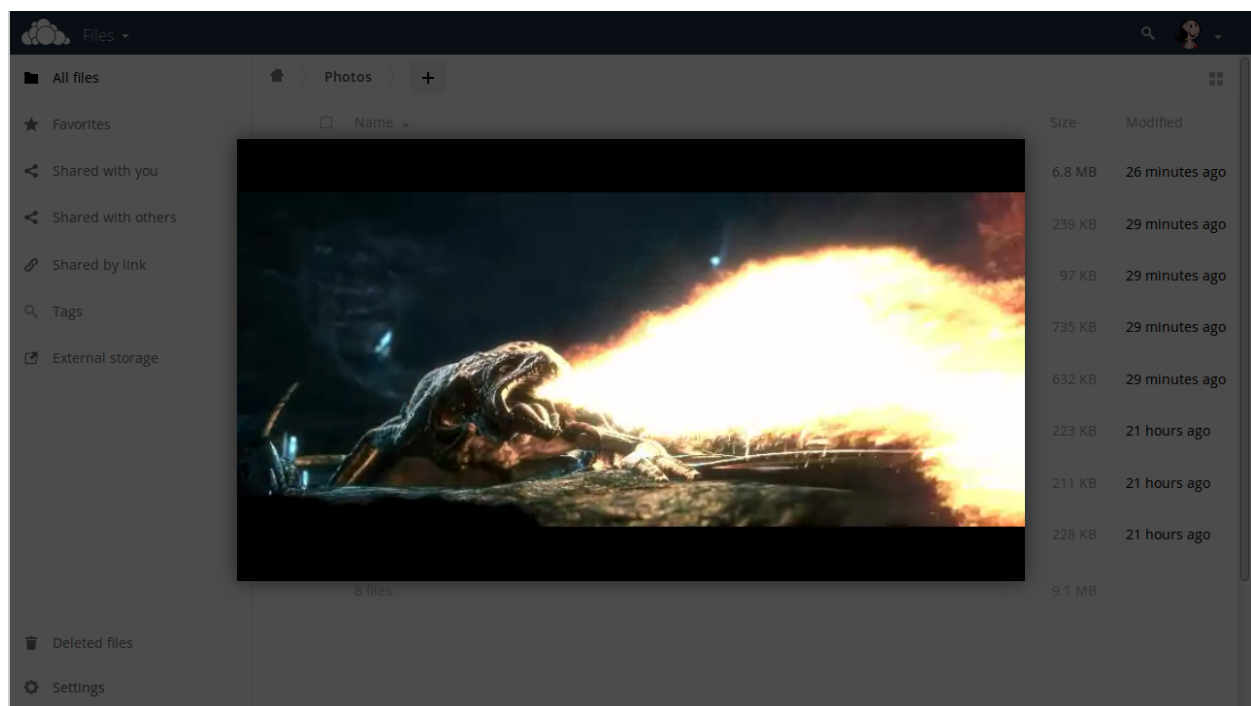 Files
All files
Photos
+
Favorites
Name
Size
Modified
Shared with you
6.8 MB
26 minutes ago
Shared with others
239 KB
29 minutes ago
Shared by link
97 KB
29 minutes ago
Tags
735 KB
29 minutes ago
External storage
632 KB
29 minutes ago
223 KB
21 hours ago
211 KB
21 hours ago
228 KB
21 hours ago
8 files
9.1 MB
Deleted files
Settings